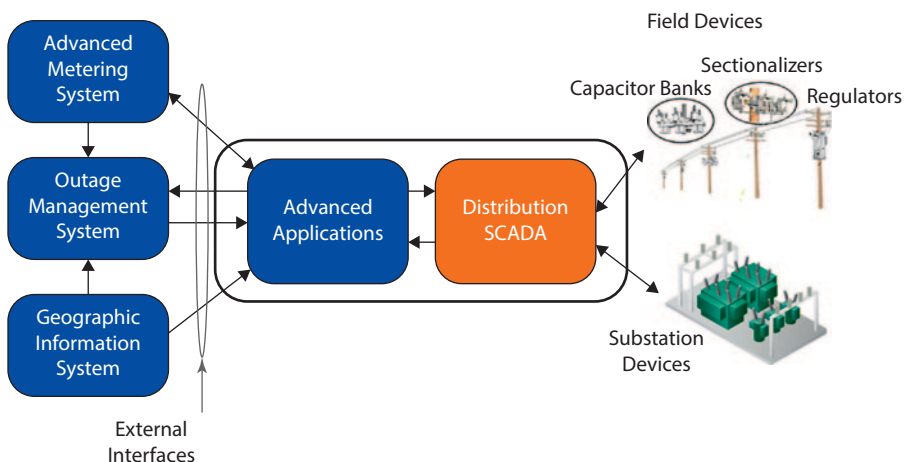 Field Devices
Advanced
Metering
System
Sectionalizers
Capacitor Banks
Regulators
Outage
Management
System
Advanced
Applications
Distribution
SCADA
Geographic
Information
System
Substation
Devices
External
Interfaces